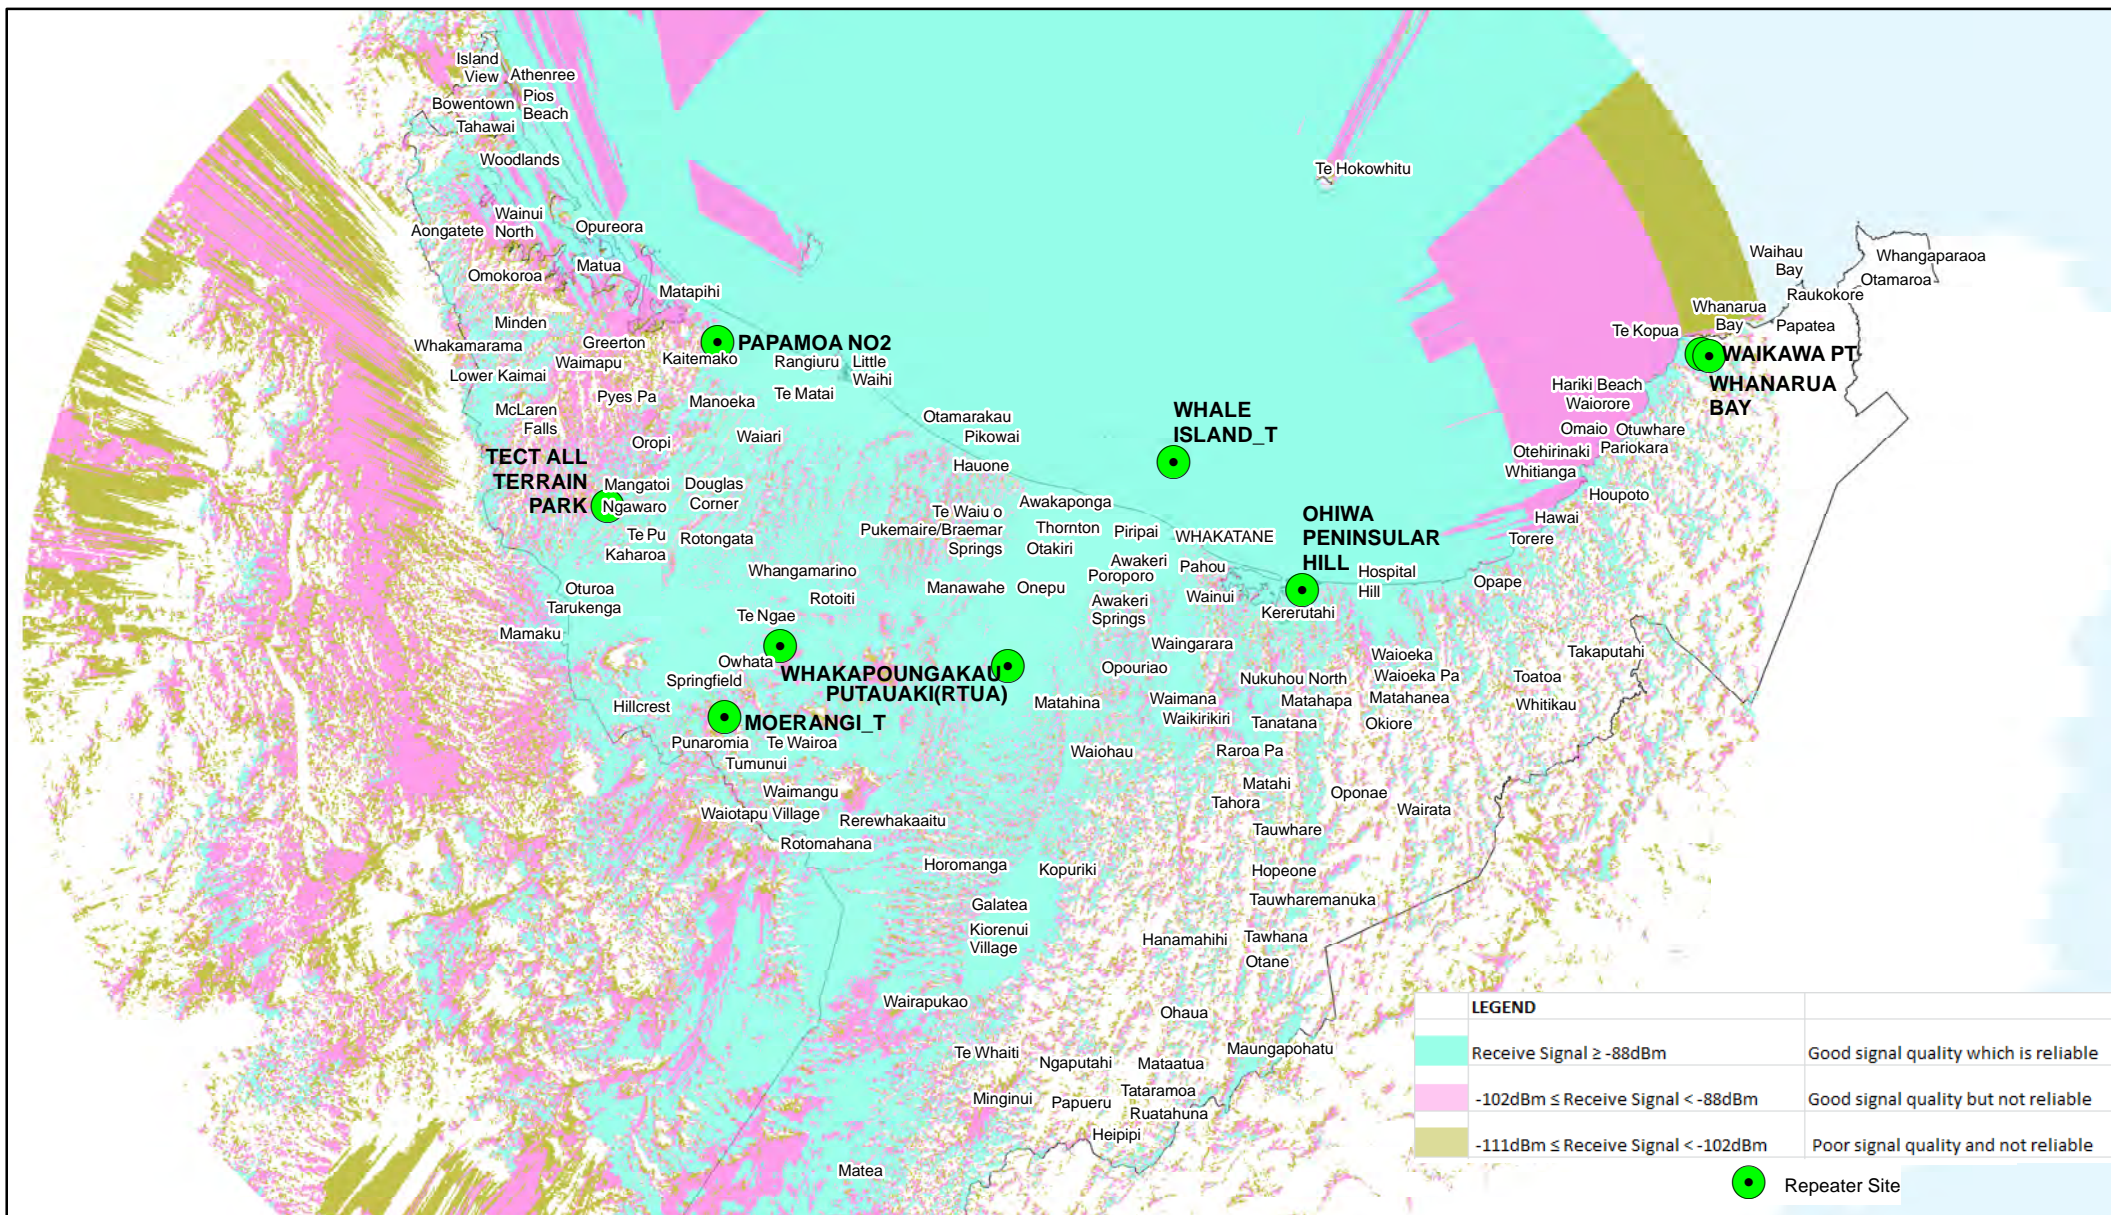 Island
View
Athenree
Bowentown
Pios
Beach
Tahawai
Woodlands
Te Hokowhitu
Wainui
North
Aongatete
Opureora
Matua
Omokoroa
Matapihi
Waihau
Bay
Whangaparaoa
Otamaroa
Raukokore
Whanarua
Bay
Papatea
Te Kopua
Minden
Greerton
Whakamarama
Waimapu
Kaitemako
PAPAMOA NO2
Rangiuru
Little
Waihi
WAIKAWA PT
WHANARUA
BAY
Lower Kaimai
Pyes Pa
Manoeka
Te Matai
Hariki Beach
Waiorore
McLaren
Falls
Oropi
Waiari
Otamarakau
Pikowai
WHALE
ISLAND_T
Omaio
Otuwhare
Otehirinaki
Pariokara
Whitianga
Hauone
TECT ALL
TERRAIN
PARK
Mangatoi
Ngawaro
Douglas
Corner
Houpoto
Hawai
Torere
Te Waiu o
Pukemaire/Braemar
Springs
Awakaponga
Thornton
Otakiri
Piripai
WHAKATANE
OHIWA
PENINSULAR
HILL
Te Pu
Kaharoa
Rotongata
Whangamarino
Rotoiti
Manawahe
Onepu
Awakeri
Poroporo
Pahou
Hospital
Hill
Opape
Oturoa
Tarukenga
Awakeri
Springs
Wainui
Kererutahi
Te Ngae
Mamaku
Owhata
Springfield
WHAKAPOUNGAKAU
PUTAUAKI(RTUA)
Waingarara
Opouriao
Waioeka
Waioeka Pa
Takaputahi
Toatoa
Whitikau
Nukuhou North
Matahapa
Matahanea
Hillcrest
MOERANGI_T
Matahina
Waimana
Waikirikiri
Tanatana
Okiore
Punaromia
Te Wairoa
Tumunui
Waiohau
Raroa Pa
Waimangu
Waiotapu Village
Rerewhakaaitu
Rotomahana
Matahi
Tahora
Oponae
Wairata
Tauwhare
Horomanga
Kopuriki
Hopeone
Galatea
Tauwharemanuka
Kiorenui
Village
Hanamahihi
Tawhana
Otane
Wairapukao
Ohaua
Te Whaiti
Ngaputahi
Mataatua
Maungapohatu
Minginui
Papueru
Tataramoa
Ruatahuna
Heipipi
Matea
LEGEND
Receive Signal ≥ -88dBm Good signal quality which is reliable
-102dBm ≤ Receive Signal < -88dBm Good signal quality but not reliable
-111dBm ≤ Receive Signal < -102dBm Poor signal quality and not reliable
Repeater Site